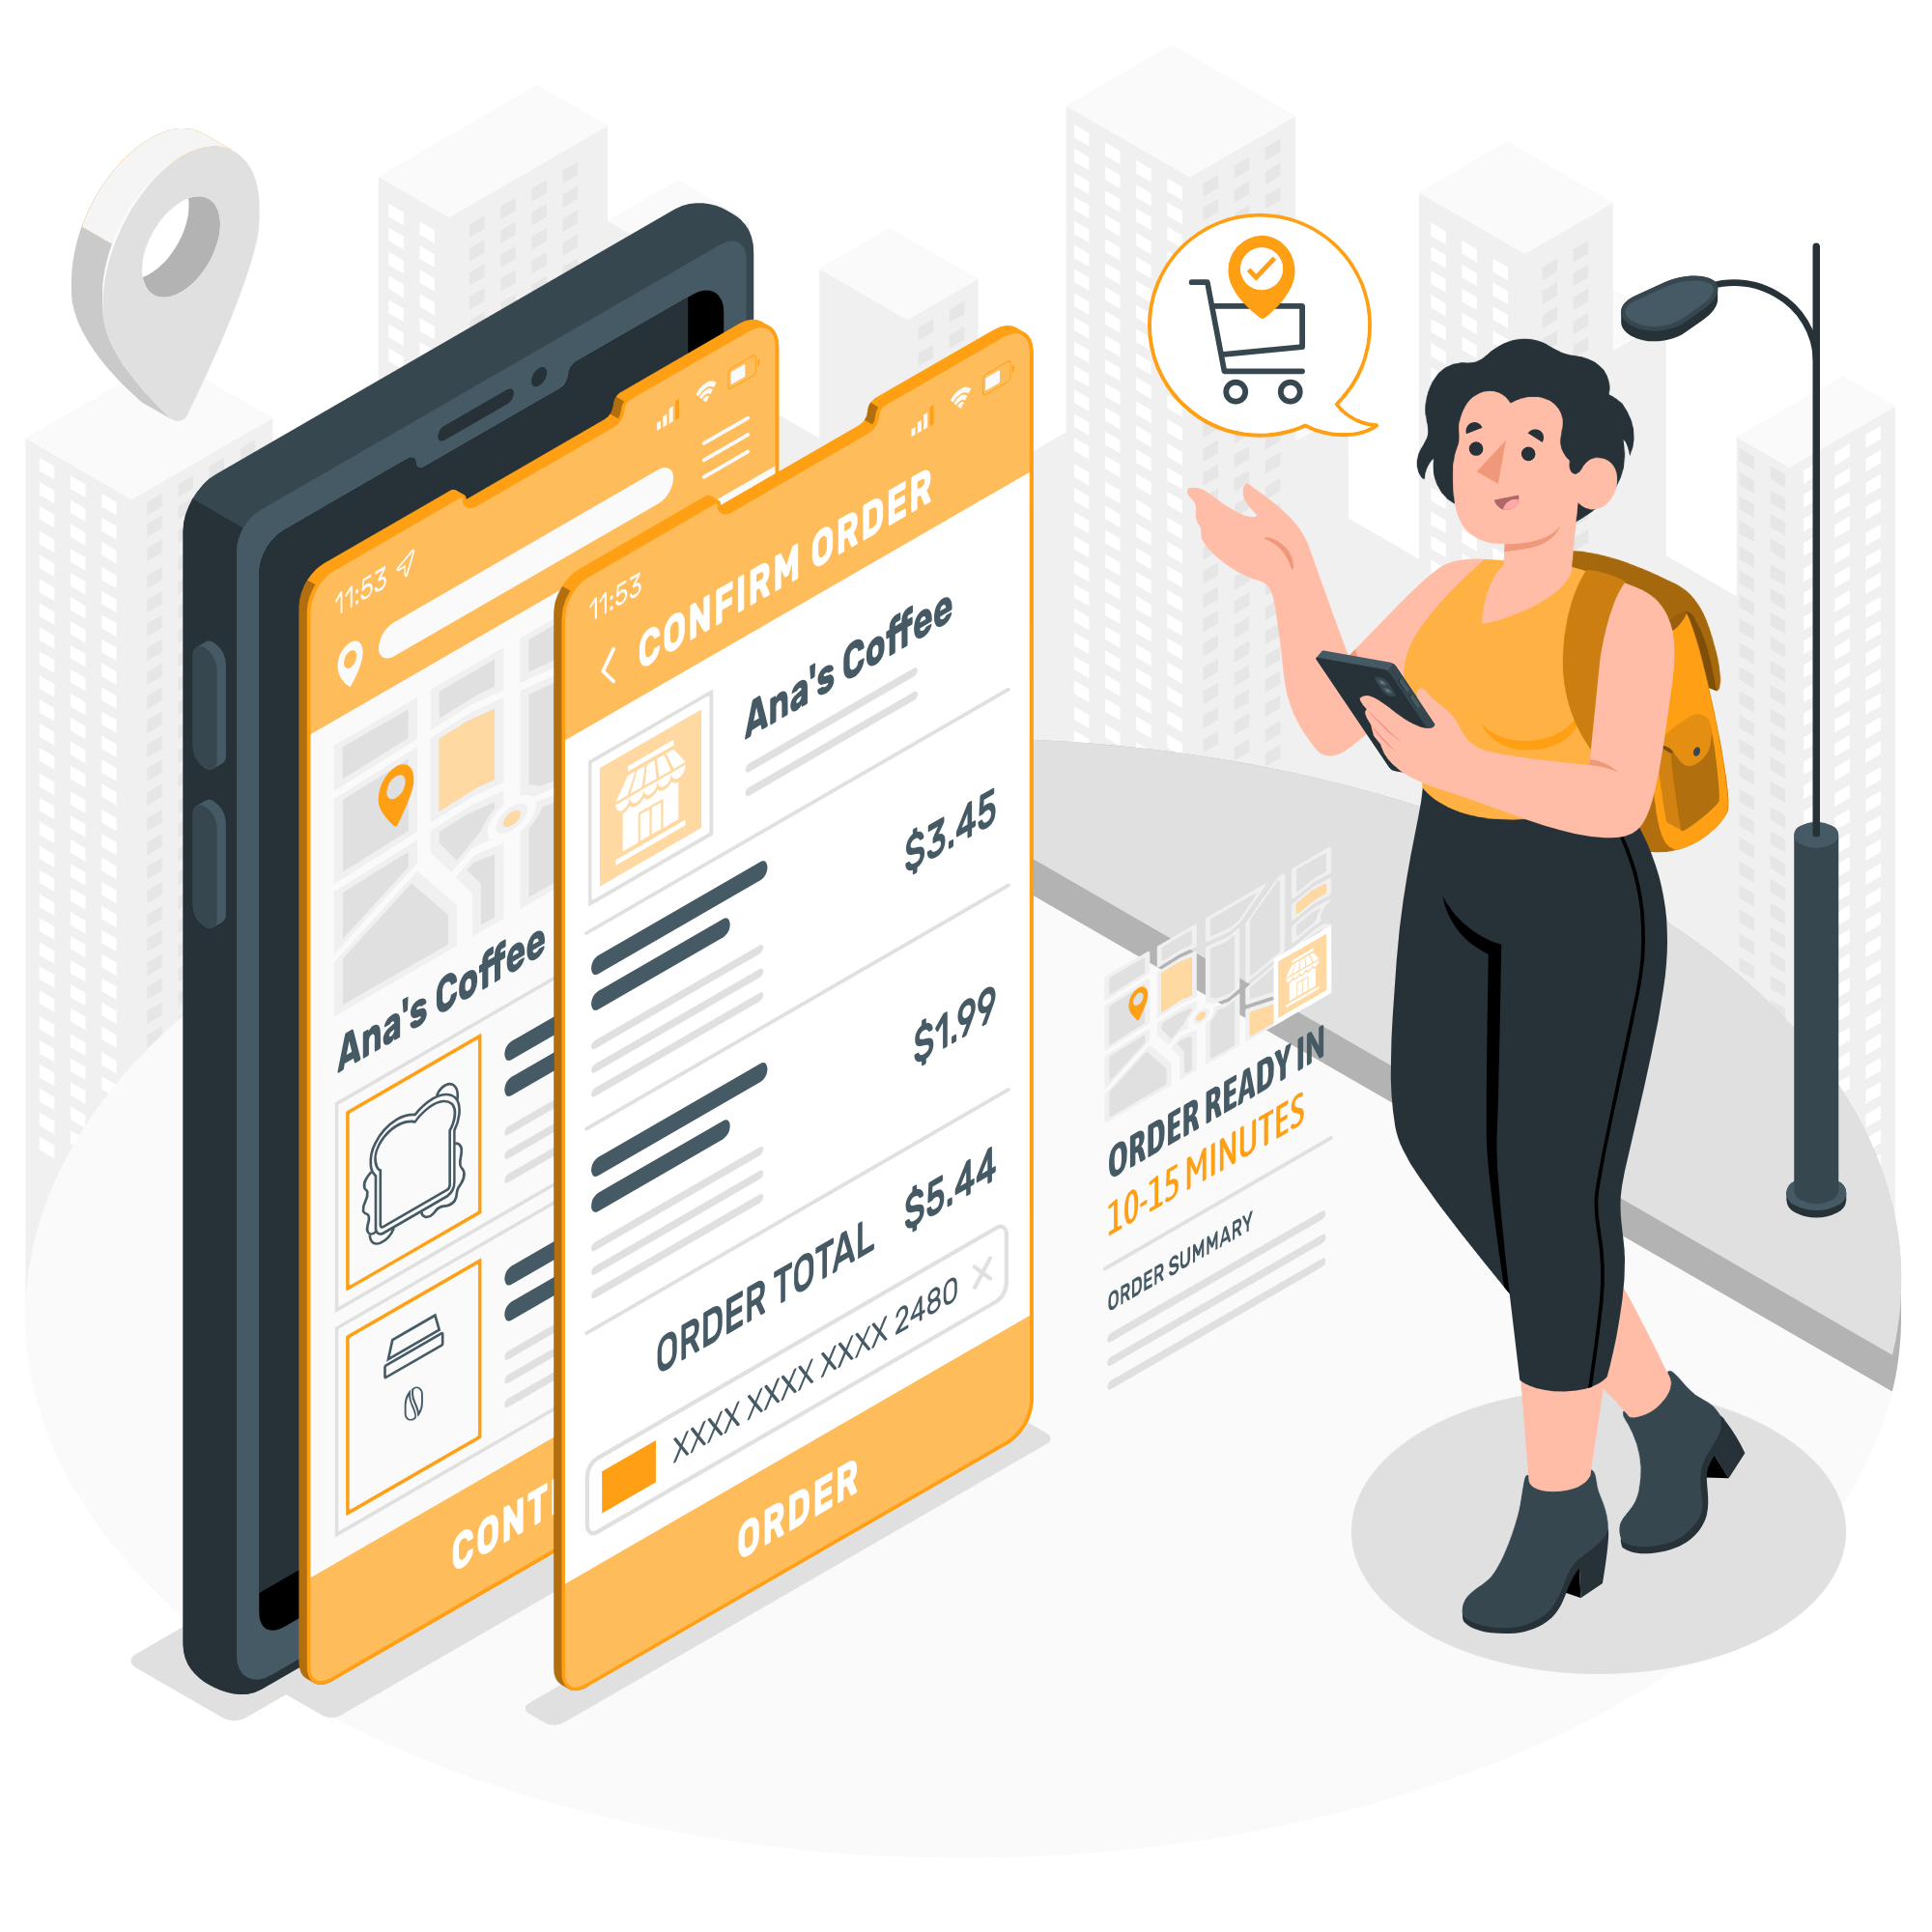 11:53
Ana's Coffee
11:53
CONFIRM ORDER
Ana's Coffee
$3.45
$1.99
ORDER TOTAL $5.44
XXXX XXXX XXXX 2480
ORDER
ORDER READY IN
10-15 MINUTES
ORDER SUMMARY